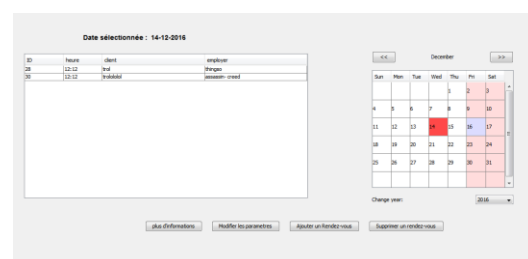 Date sélectionnée : 14-12-2016
<< December >>
ID heure client employer
28 12:12 trol thingas
30 12:12 trolololol assassin- creed
Sun Mon Tue Wed Thu Fri Sat
1 2 3
4 5 6 7 8 9 10
11 12 13 14 15 16 17
18 19 20 21 22 23 24
25 26 27 28 29 30 31
Change year: 2016
plus d'informations Modifier les paramètres Ajouter un Rendez-vous Supprimer un rendez-vous